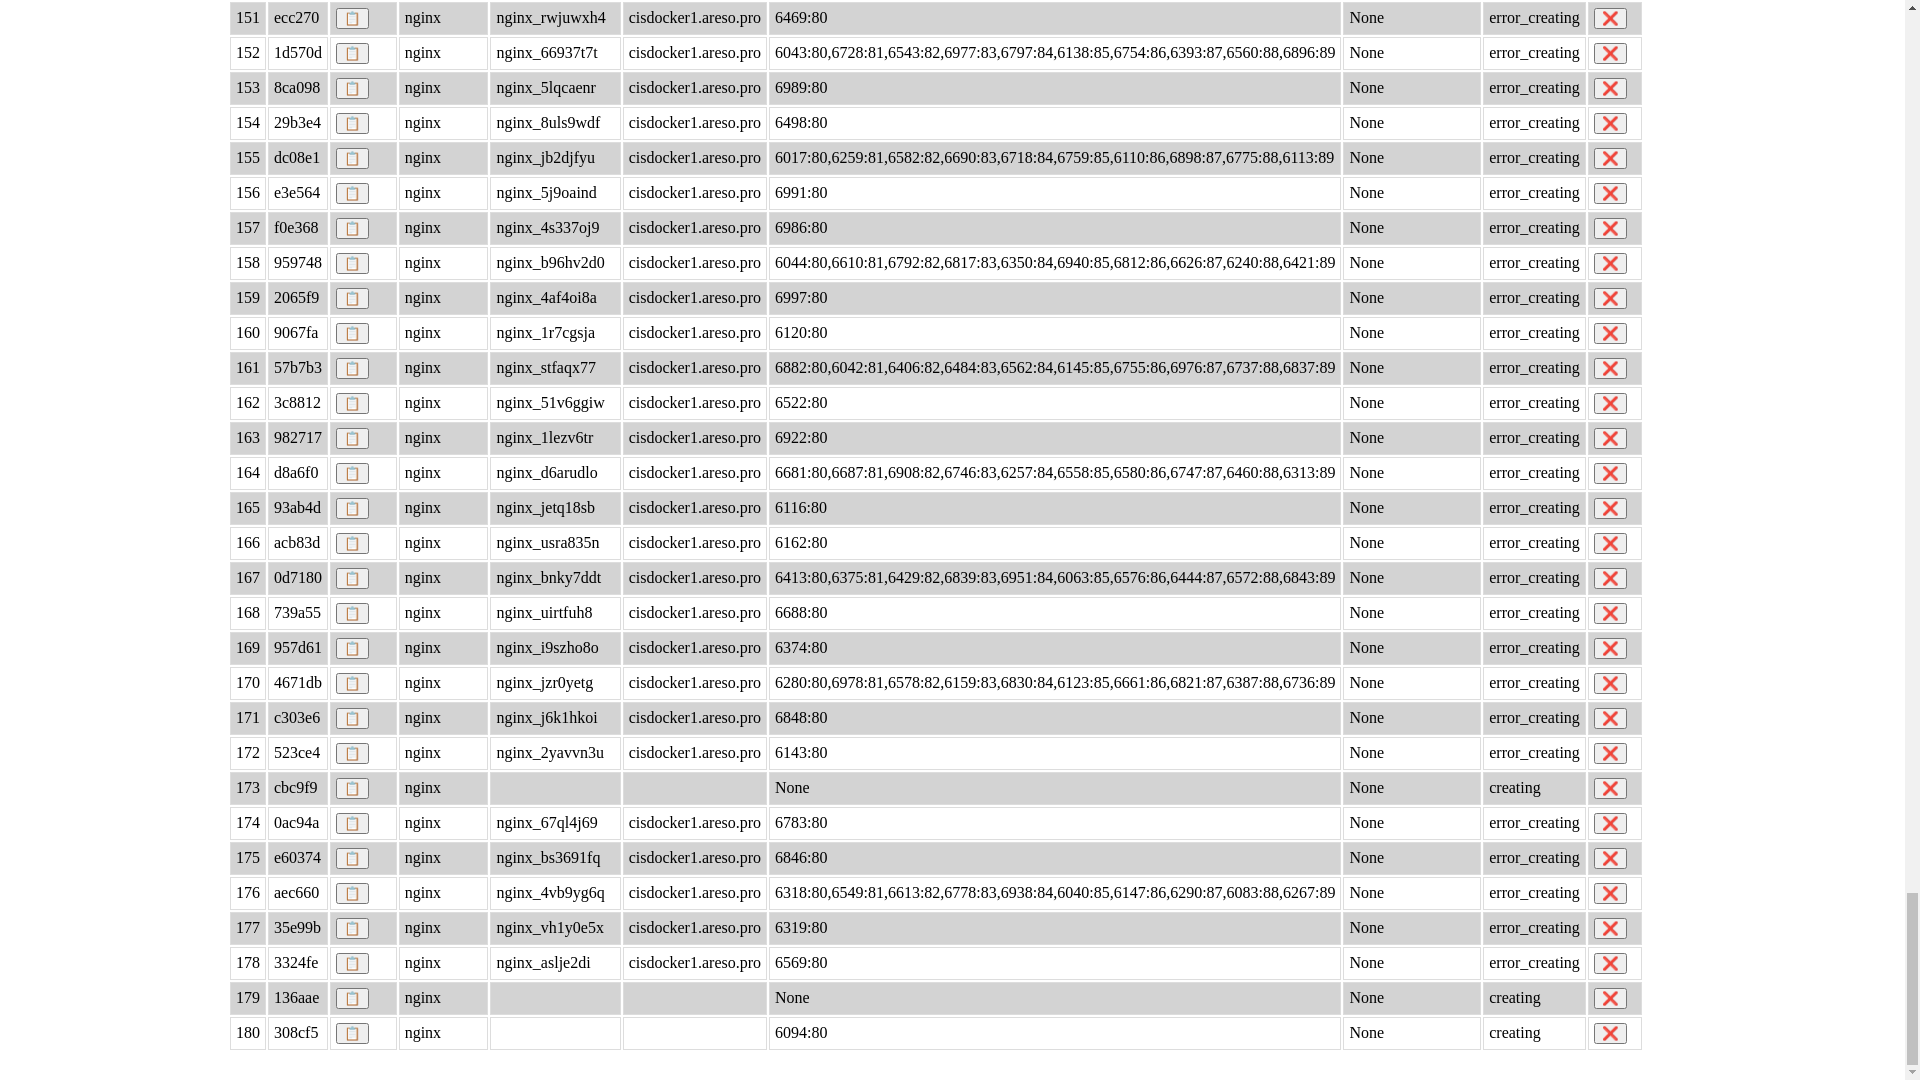 151 ecc270 nginx nginx_rwjuwxh4 cisdocker1.areso.pro 6469:80 None error_creating
152 1d570d nginx nginx_66937t7t cisdocker1.areso.pro 6043:80,6728:81,6543:82,6977:83,6797:84,6138:85,6754:86,6393:87,6560:88,6896:89 None error_creating
153 8ca098 nginx nginx_5lqcaenr cisdocker1.areso.pro 6989:80 None error_creating
154 29b3e4 nginx nginx_8uls9wdf cisdocker1.areso.pro 6498:80 None error_creating
155 dc08e1 nginx nginx_jb2djfyu cisdocker1.areso.pro 6017:80,6259:81,6582:82,6690:83,6718:84,6759:85,6110:86,6898:87,6775:88,6113:89 None error_creating
156 e3e564 nginx nginx_5j9oaind cisdocker1.areso.pro 6991:80 None error_creating
157 f0e368 nginx nginx_4s337oj9 cisdocker1.areso.pro 6986:80 None error_creating
158 959748 nginx nginx_b96hv2d0 cisdocker1.areso.pro 6044:80,6610:81,6792:82,6817:83,6350:84,6940:85,6812:86,6626:87,6240:88,6421:89 None error_creating
159 2065f9 nginx nginx_4af4oi8a cisdocker1.areso.pro 6997:80 None error_creating
160 9067fa nginx nginx_1r7cgsja cisdocker1.areso.pro 6120:80 None error_creating
161 57b7b3 nginx nginx_stfaqx77 cisdocker1.areso.pro 6882:80,6042:81,6406:82,6484:83,6562:84,6145:85,6755:86,6976:87,6737:88,6837:89 None error_creating
162 3c8812 nginx nginx_51v6ggiw cisdocker1.areso.pro 6522:80 None error_creating
163 982717 nginx nginx_1lezv6tr cisdocker1.areso.pro 6922:80 None error_creating
164 d8a6f0 nginx nginx_d6arudlo cisdocker1.areso.pro 6681:80,6687:81,6908:82,6746:83,6257:84,6558:85,6580:86,6747:87,6460:88,6313:89 None error_creating
165 93ab4d nginx nginx_jetq18sb cisdocker1.areso.pro 6116:80 None error_creating
166 acb83d nginx nginx_usra835n cisdocker1.areso.pro 6162:80 None error_creating
167 0d7180 nginx nginx_bnky7ddt cisdocker1.areso.pro 6413:80,6375:81,6429:82,6839:83,6951:84,6063:85,6576:86,6444:87,6572:88,6843:89 None error_creating
168 739a55 nginx nginx_uirtfuh8 cisdocker1.areso.pro 6688:80 None error_creating
169 957d61 nginx nginx_i9szho8o cisdocker1.areso.pro 6374:80 None error_creating
170 4671db nginx nginx_jzr0yetg cisdocker1.areso.pro 6280:80,6978:81,6578:82,6159:83,6830:84,6123:85,6661:86,6821:87,6387:88,6736:89 None error_creating
171 c303e6 nginx nginx_j6k1hkoi cisdocker1.areso.pro 6848:80 None error_creating
172 523ce4 nginx nginx_2yavvn3u cisdocker1.areso.pro 6143:80 None error_creating
173 cbc9f9 nginx None None creating
174 0ac94a nginx nginx_67ql4j69 cisdocker1.areso.pro 6783:80 None error_creating
175 e60374 nginx nginx_bs3691fq cisdocker1.areso.pro 6846:80 None error_creating
176 aec660 nginx nginx_4vb9yg6q cisdocker1.areso.pro 6318:80,6549:81,6613:82,6778:83,6938:84,6040:85,6147:86,6290:87,6083:88,6267:89 None error_creating
177 35e99b nginx nginx_vh1y0e5x cisdocker1.areso.pro 6319:80 None error_creating
178 3324fe nginx nginx_aslje2di cisdocker1.areso.pro 6569:80 None error_creating
179 136aae nginx None None creating
180 308cf5 nginx 6094:80 None creating